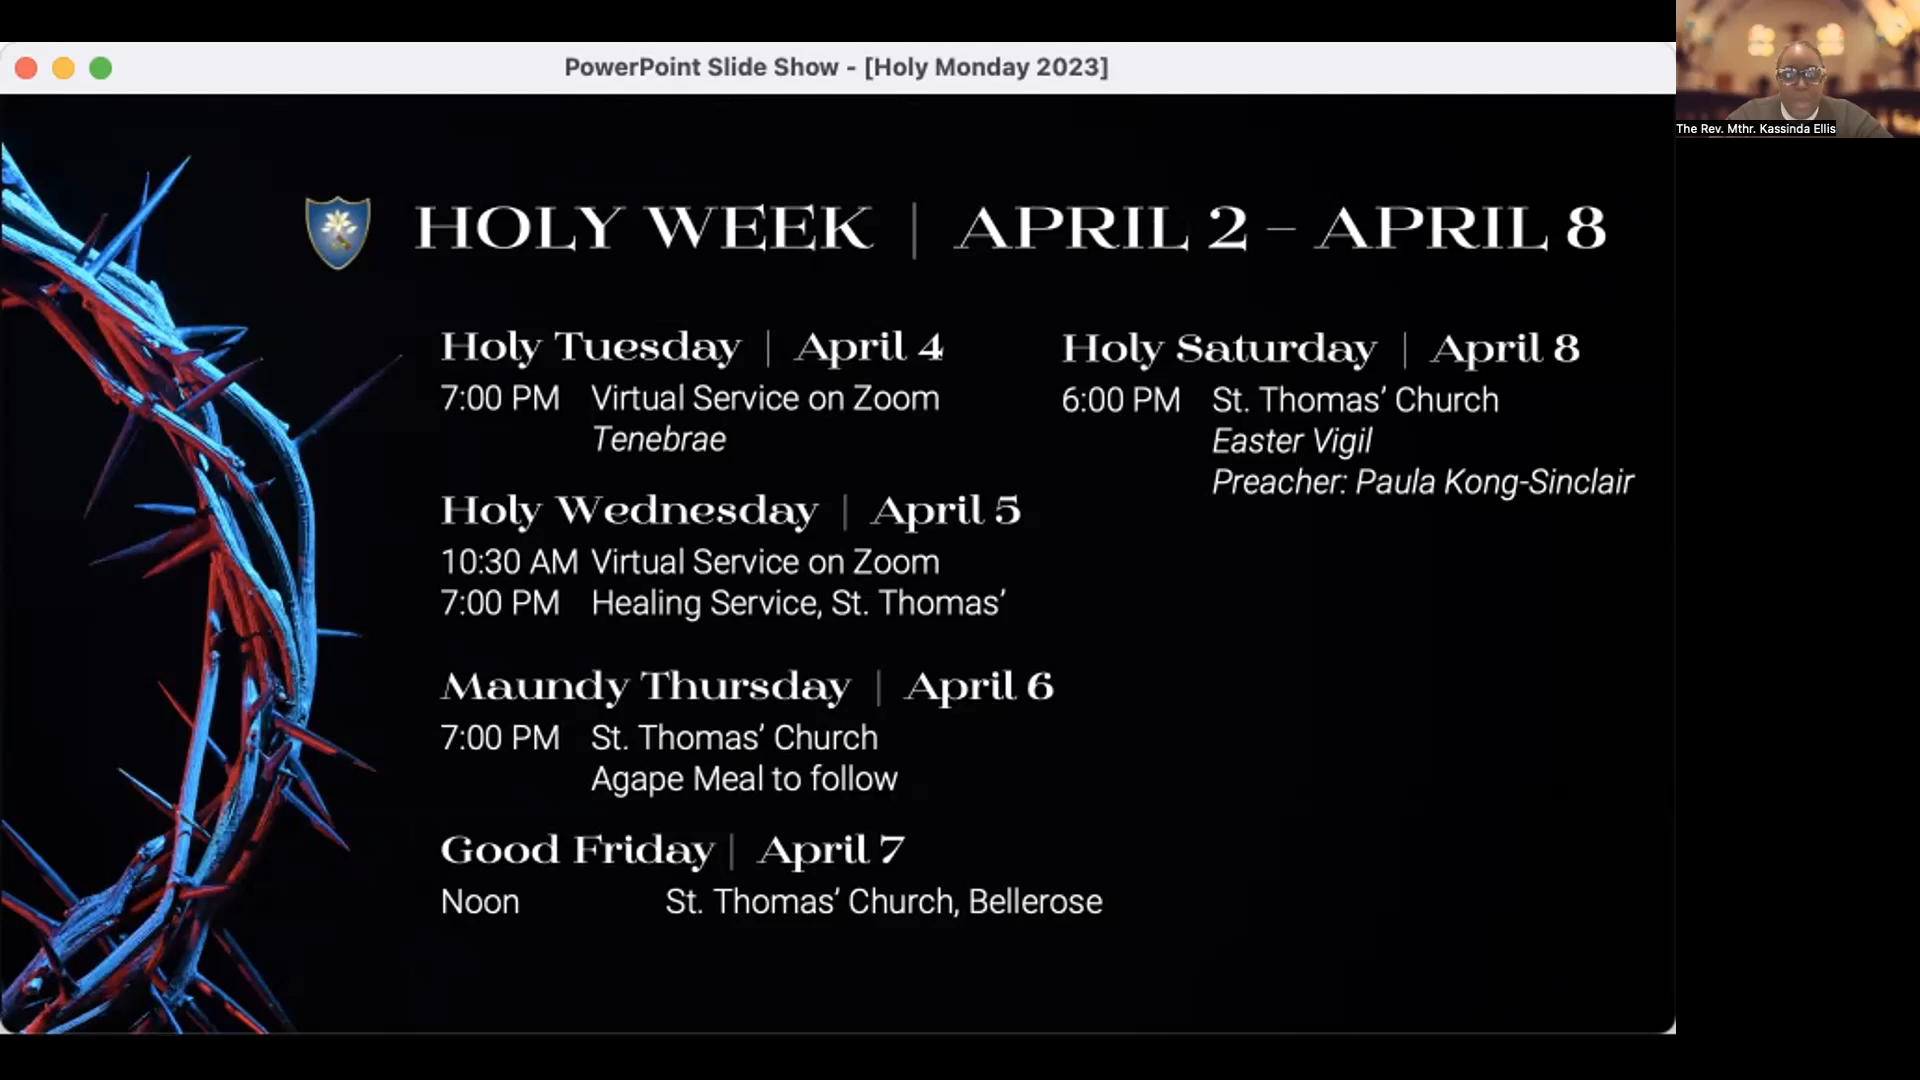 PowerPoint Slide Show - [Holy Monday 2023]
The Rev. Mthr. Kassinda Ellis
HOLY WEEK | APRIL 2 – APRIL 8
Holy Tuesday | April 4
7:00 PM Virtual Service on Zoom
Tenebrae
Holy Wednesday | April 5
10:30 AM Virtual Service on Zoom
7:00 PM Healing Service, St. Thomas’
Maundy Thursday | April 6
7:00 PM St. Thomas’ Church
Agape Meal to follow
Good Friday | April 7
Noon St. Thomas’ Church, Bellerose
Holy Saturday | April 8
6:00 PM St. Thomas’ Church
Easter Vigil
Preacher: Paula Kong-Sinclair